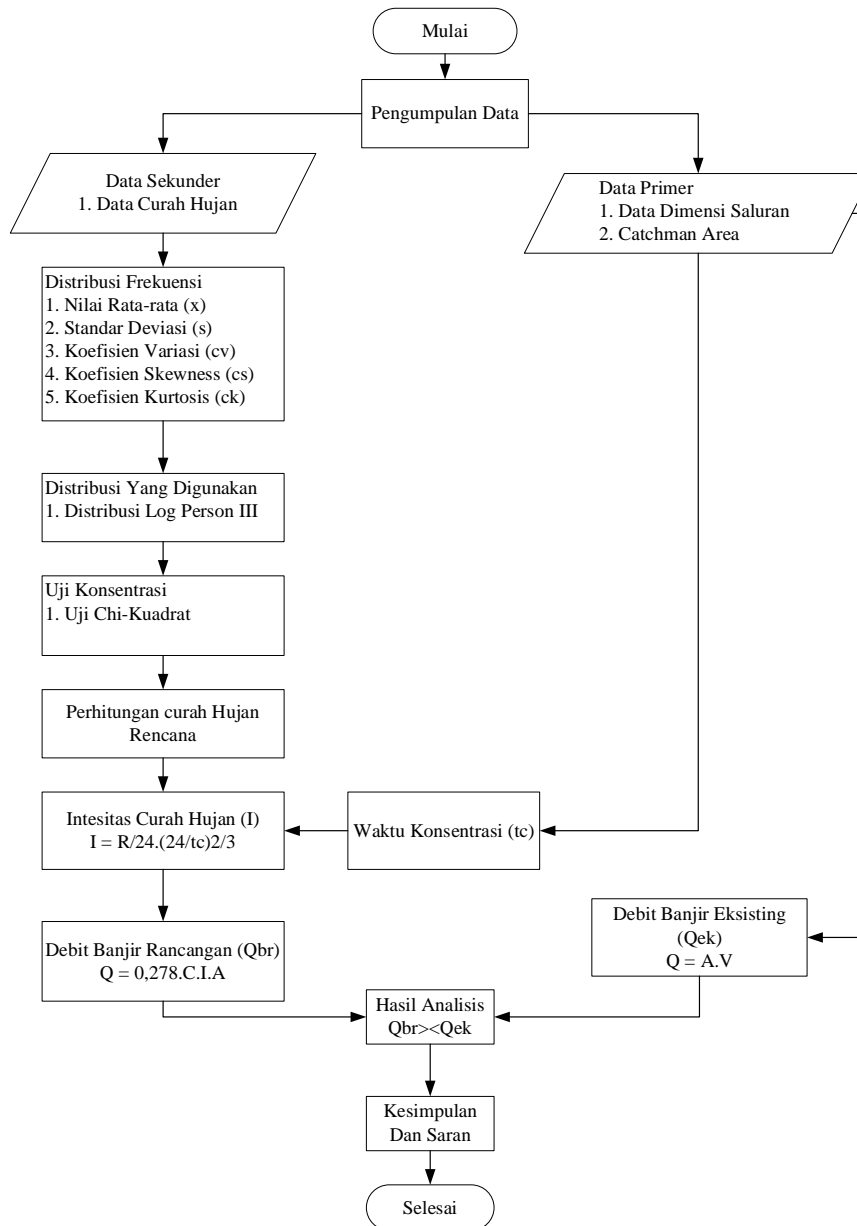 Mulai
Pengumpulan Data
Data Sekunder
1. Data Curah Hujan
Data Primer
1. Data Dimensi Saluran
2. Catchman Area
Distribusi Frekuensi
1. Nilai Rata-rata (x)
2. Standar Deviasi (s)
3. Koefisien Variasi (cv)
4. Koefisien Skewness (cs)
5. Koefisien Kurtosis (ck)
Distribusi Yang Digunakan
1. Distribusi Log Person III
Uji Konsentrasi
1. Uji Chi-Kuadrat
Perhitungan curah Hujan
Rencana
Intesitas Curah Hujan (I)
I = R/24.(24/tc)2/3
Waktu Konsentrasi (tc)
Debit Banjir Rancangan (Qbr)
Q = 0,278.C.I.A
Debit Banjir Eksisting
(Qek)
Q = A.V
Hasil Analisis
Qbr><Qek
Kesimpulan
Dan Saran
Selesai